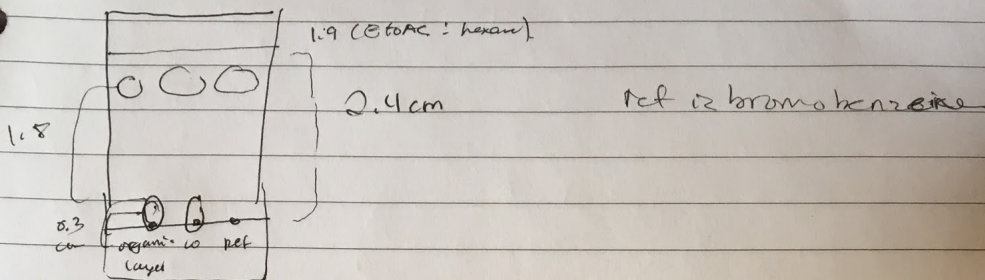 1:9 (EtoAC : hexane)
2.4cm
ref is bromobenzene
1.8
0.3
cm
organic co ref
layer